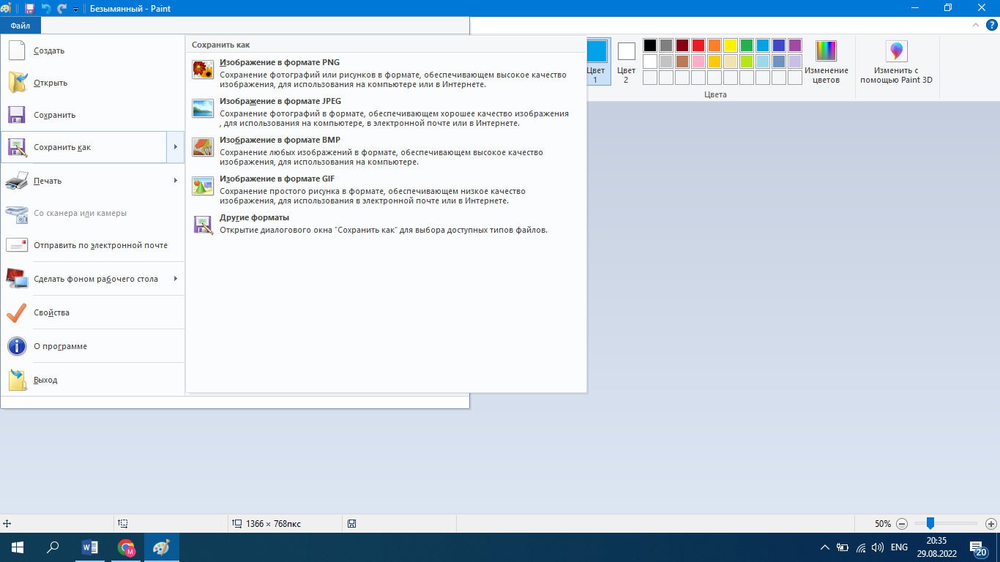 Безымянный - Paint
Файл
Создать
Открыть
Сохранить
Сохранить как
Печать
Со сканера или камеры
Отправить по электронной почте
Сделать фоном рабочего стола
Свойства
О программе
Выход
Сохранить как
Изображение в формате PNG
Сохранение фотографий или рисунков в формате, обеспечивающем высокое качество
изображения, для использования на компьютере или в Интернете.
Изображение в формате JPEG
Сохранение фотографий в формате, обеспечивающем хорошее качество изображения
, для использования на компьютере, в электронной почте или в Интернете.
Изображение в формате BMP
Сохранение любых изображений в формате, обеспечивающем высокое качество
изображения, для использования на компьютере.
Изображение в формате GIF
Сохранение простого рисунка в формате, обеспечивающем низкое качество
изображения, для использования в электронной почте или в Интернете.
Другие форматы
Открытие диалогового окна "Сохранить как" для выбора доступных типов файлов.
Цвет
1
Цвет
2
Изменение
цветов
Изменить с
помощью Paint 3D
Цвета
1366 × 768пкс
50%
W
M
ENG
20:35
29.08.2022
20